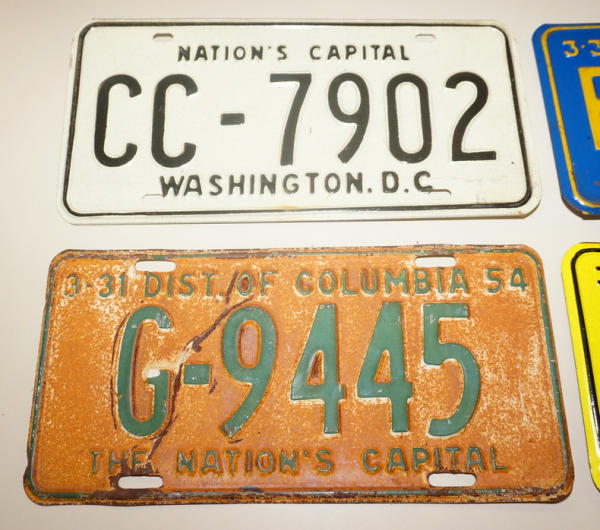 NATION'S CAPITAL
CC-7902
WASHINGTON. D.C.
3-31 DIST. OF COLUMBIA 54
G-9445
THE NATION'S CAPITAL